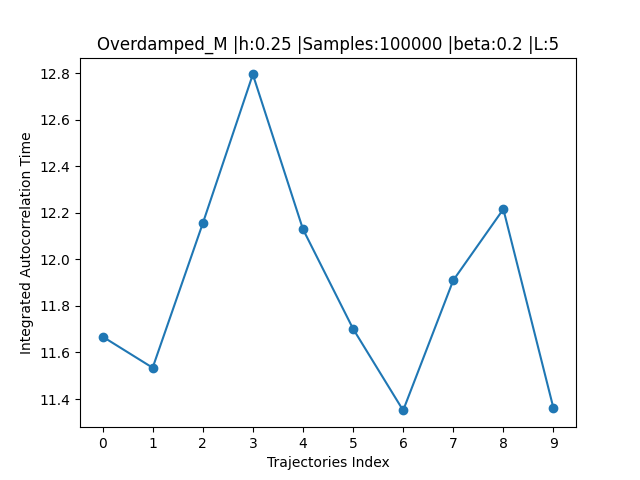 Overdamped_M |h:0.25 |Samples:100000 |beta:0.2 |L:5
12.8
12.6
12.4
12.2
12.0
11.8
11.6
11.4
Integrated Autocorrelation Time
0 1 2 3 4 5 6 7 8 9
Trajectories Index